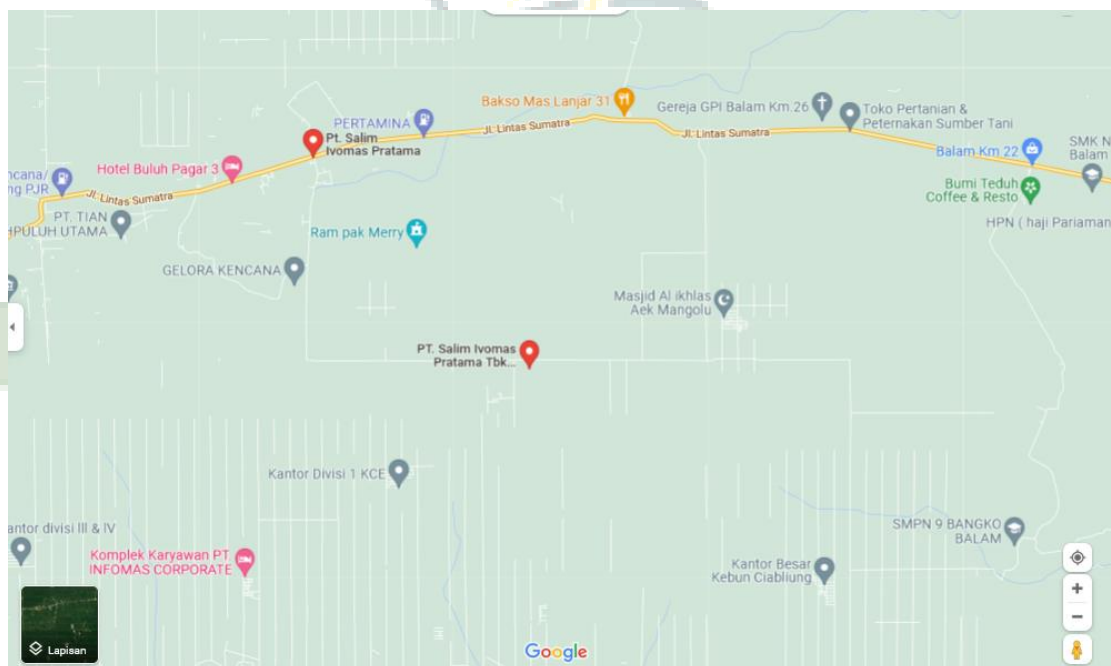 Bakso Mas Lanjar 31
Gereja GPI Balam Km.26
Toko Pertanian &
Peternakan Sumber Tani
PERTAMINA
Jl. Lintas Sumatra
Jl. Lintas Sumatra
Pt. Salim
Ivomas Pratama
Balam Km 22
SMK N
Balam
Hotel Buluh Pagar 3
ncana/
ng PJR
Jl. Lintas Sumatra
Bumi Teduh
Coffee & Resto
PT. TIAN
HPULUH UTAMA
HPN ( haji Pariaman
Ram pak Merry
GELORA KENCANA
Masjid Al ikhlas
Aek Mangolu
PT. Salim Ivomas
Pratama Tbk...
Kantor Divisi 1 KCE
antor divisi III & IV
SMPN 9 BANGKO
BALAM
Komplek Karyawan PT.
INFOMAS CORPORATE
Kantor Besar
Kebun Ciabliung
Lapisan
Google